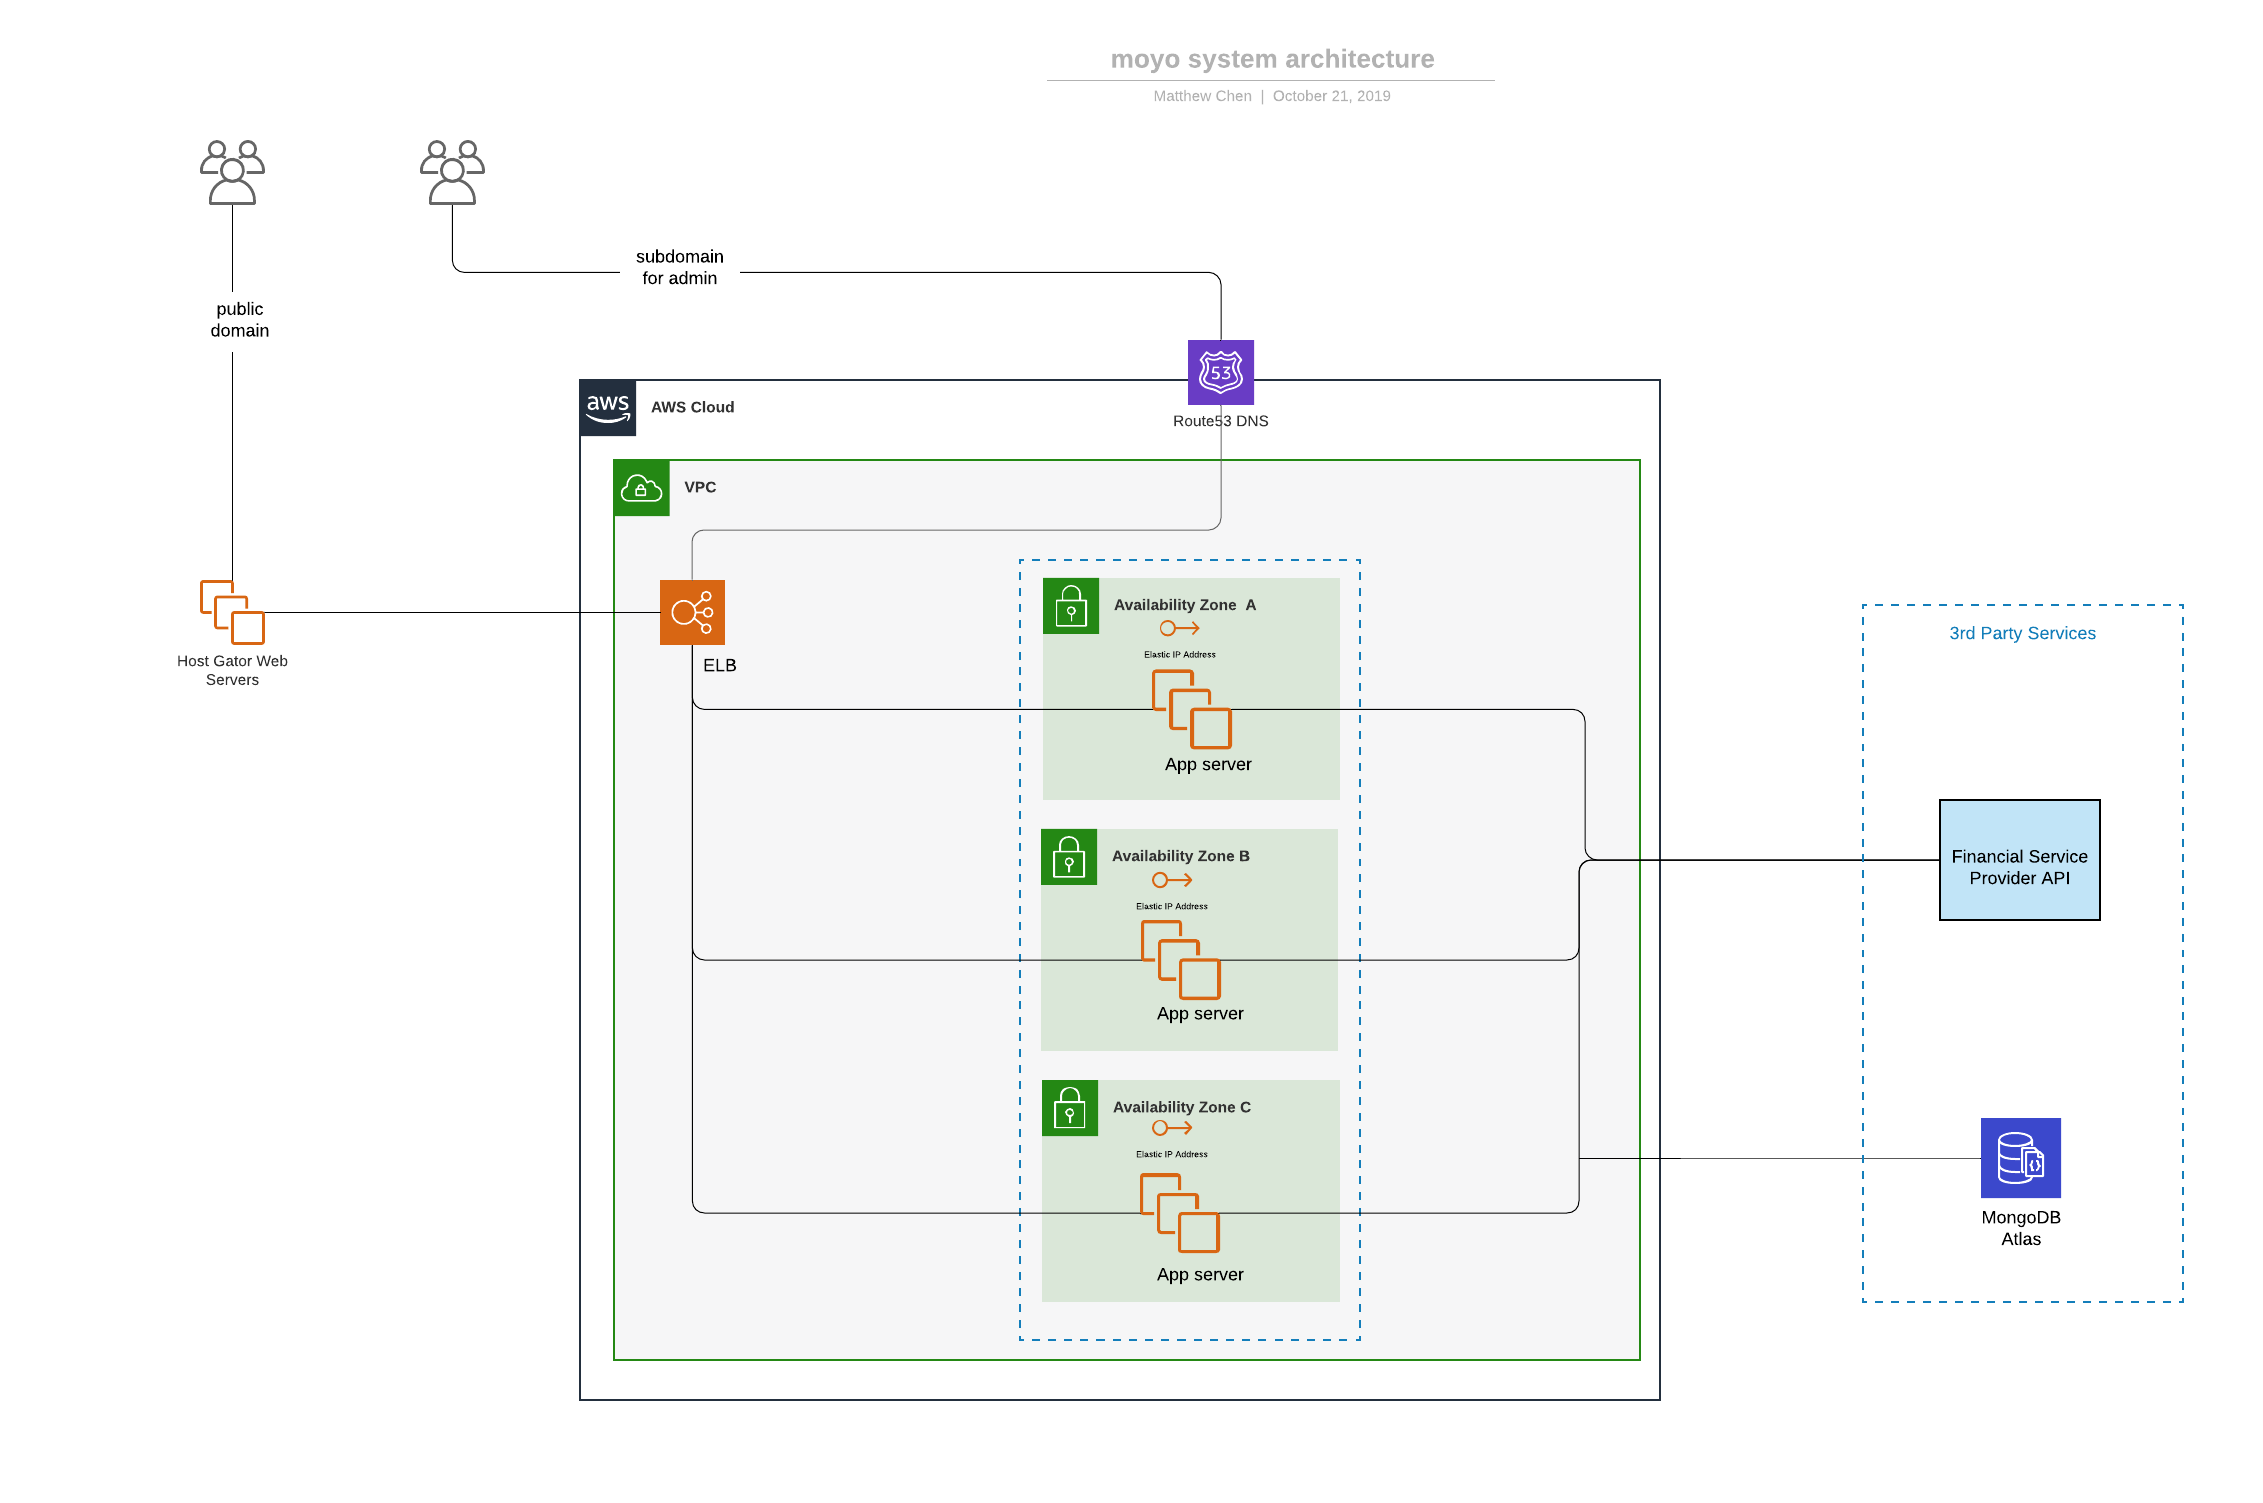 moyo system architecture
Matthew Chen | October 21, 2019
subdomain
for admin
public
domain
53
aws
AWS Cloud
Route53 DNS
VPC
Availability Zone A
Elastic IP Address
App server
ELB
Host Gator Web
Servers
3rd Party Services
Availability Zone B
Elastic IP Address
App server
Financial Service
Provider API
Availability Zone C
Elastic IP Address
App server
MongoDB
Atlas